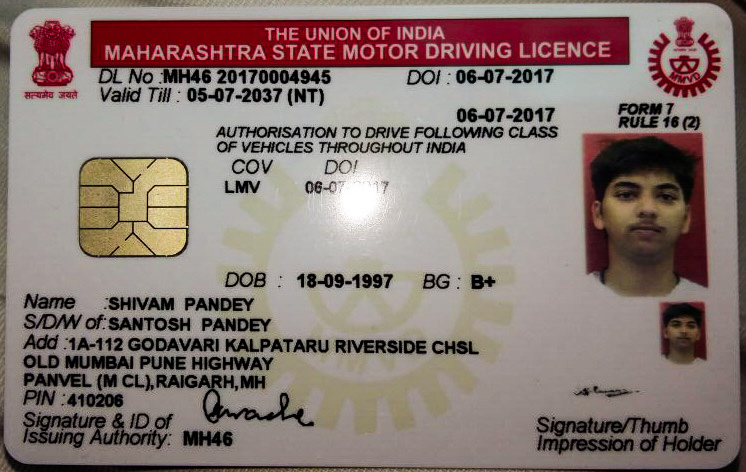 THE UNION OF INDIA
MAHARASHTRA STATE MOTOR DRIVING LICENCE
सत्यमेव जयते
MMVD
DL No : MH46 20170004945 DOI : 06-07-2017
Valid Till : 05-07-2037 (NT)
06-07-2017
FORM 7
RULE 16 (2)
AUTHORISATION TO DRIVE FOLLOWING CLASS
OF VEHICLES THROUGHOUT INDIA
COV DOI
LMV 06-07-2017
DOB : 18-09-1997 BG : B+
Name : SHIVAM PANDEY
S/D/W of : SANTOSH PANDEY
Add : 1A-112 GODAVARI KALPATARU RIVERSIDE CHSL
OLD MUMBAI PUNE HIGHWAY
PANVEL (M CL),RAIGARH,MH
PIN : 410206
Signature & ID of
Issuing Authority: MH46
Signature/Thumb
Impression of Holder